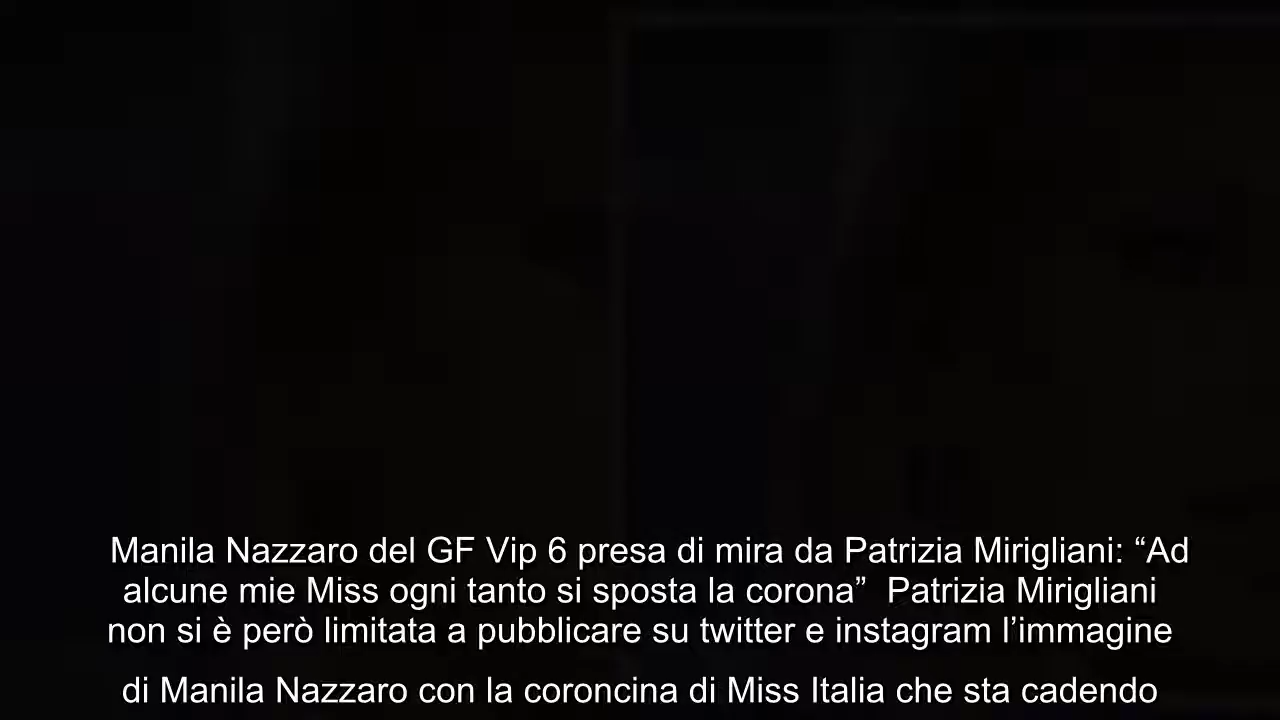 Manila Nazzaro del GF Vip 6 presa di mira da Patrizia Mirigliani: “Ad
alcune mie Miss ogni tanto si sposta la corona”  Patrizia Mirigliani
non si è però limitata a pubblicare su twitter e instagram l’immagine
di Manila Nazzaro con la coroncina di Miss Italia che sta cadendo